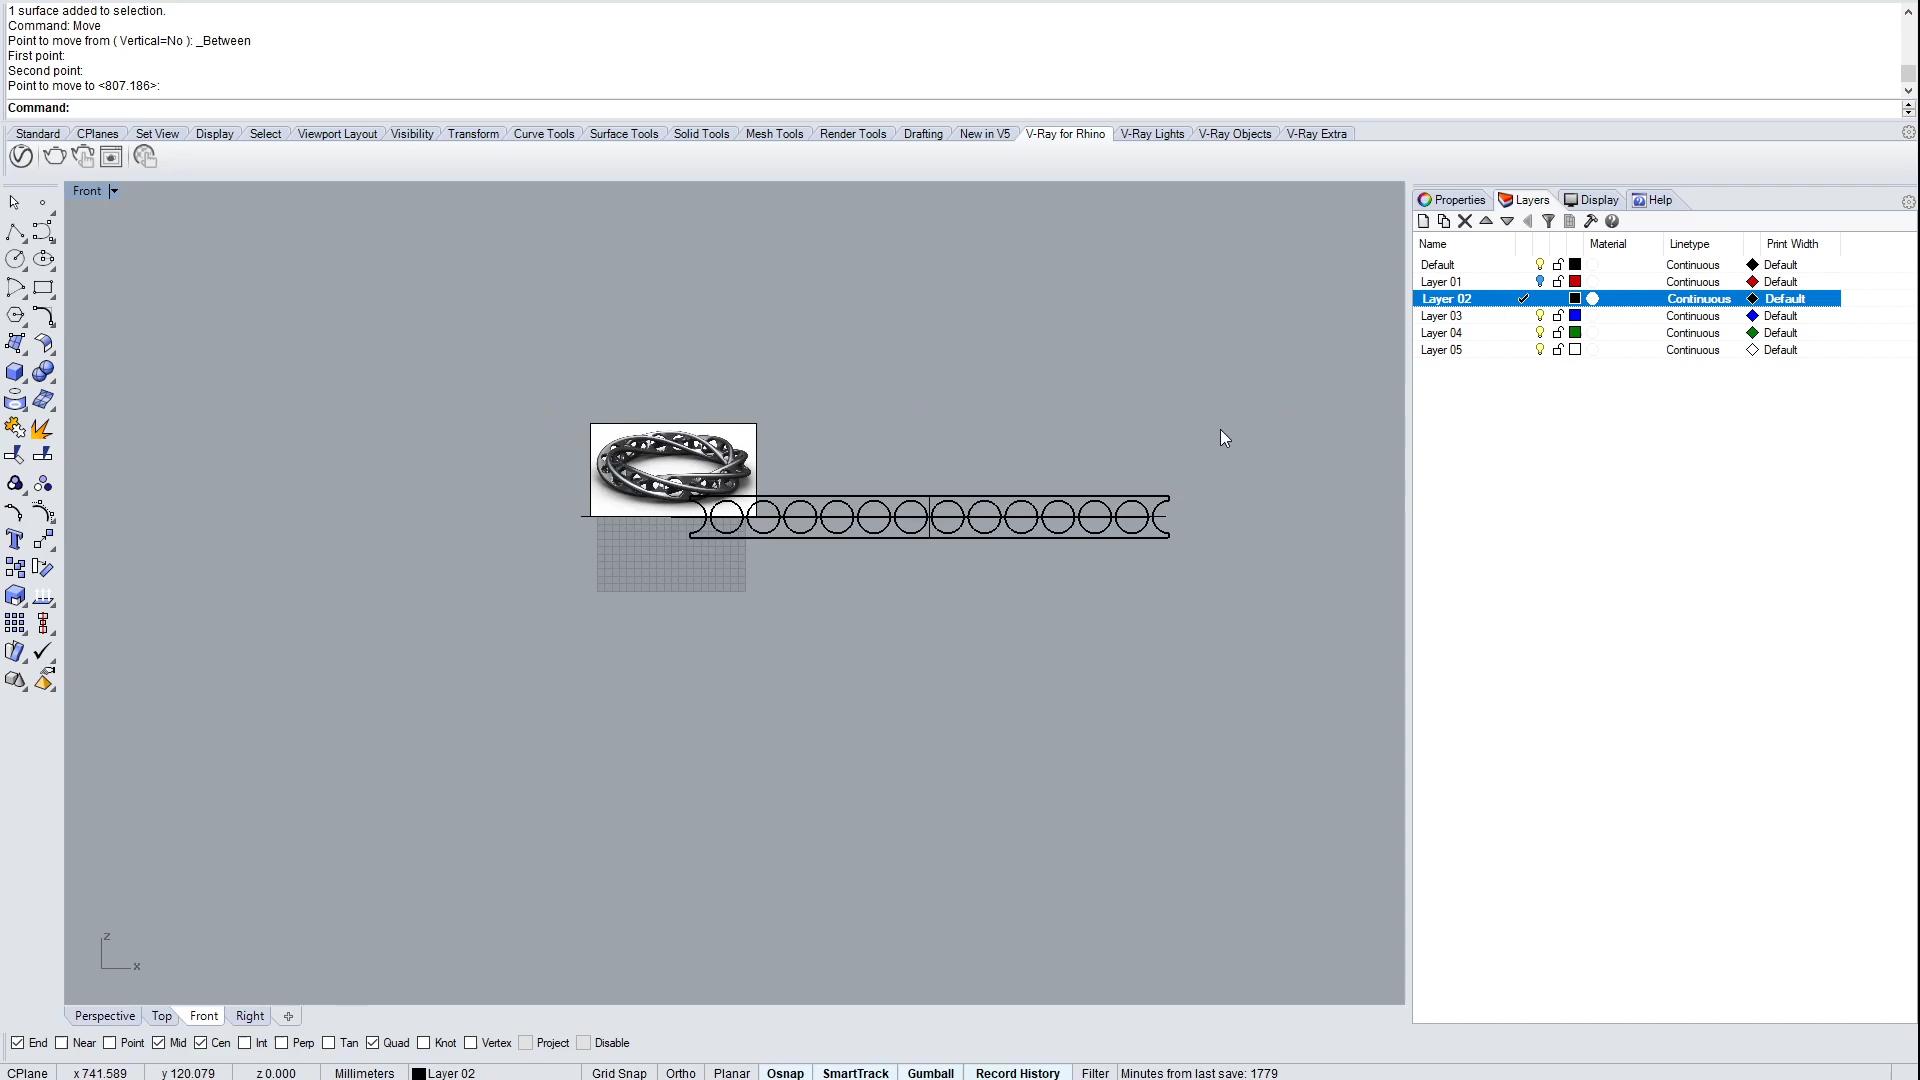 1 surface added to selection.
Command: Move
Point to move from ( Vertical=No ): _Between
First point:
Second point:
Point to move to <807.186>:
Command:
Standard CPlanes Set View Display Select Viewport Layout Visibility Transform Curve Tools Surface Tools Solid Tools Mesh Tools Render Tools Drafting New in V5 V-Ray for Rhino V-Ray Lights V-Ray Objects V-Ray Extra
Front
Properties Layers Display Help
Name Material Linetype Print Width
Default Continuous Default
Layer 01 Continuous Default
Layer 02 Continuous Default
Layer 03 Continuous Default
Layer 04 Continuous Default
Layer 05 Continuous Default
z
x
Perspective Top Front Right
End Near Point Mid Cen Int Perp Tan Quad Knot Vertex Project Disable
CPlane x 741.589 y 120.079 z 0.000 Millimeters Layer 02 Grid Snap Ortho Planar Osnap SmartTrack Gumball Record History Filter Minutes from last save: 1779